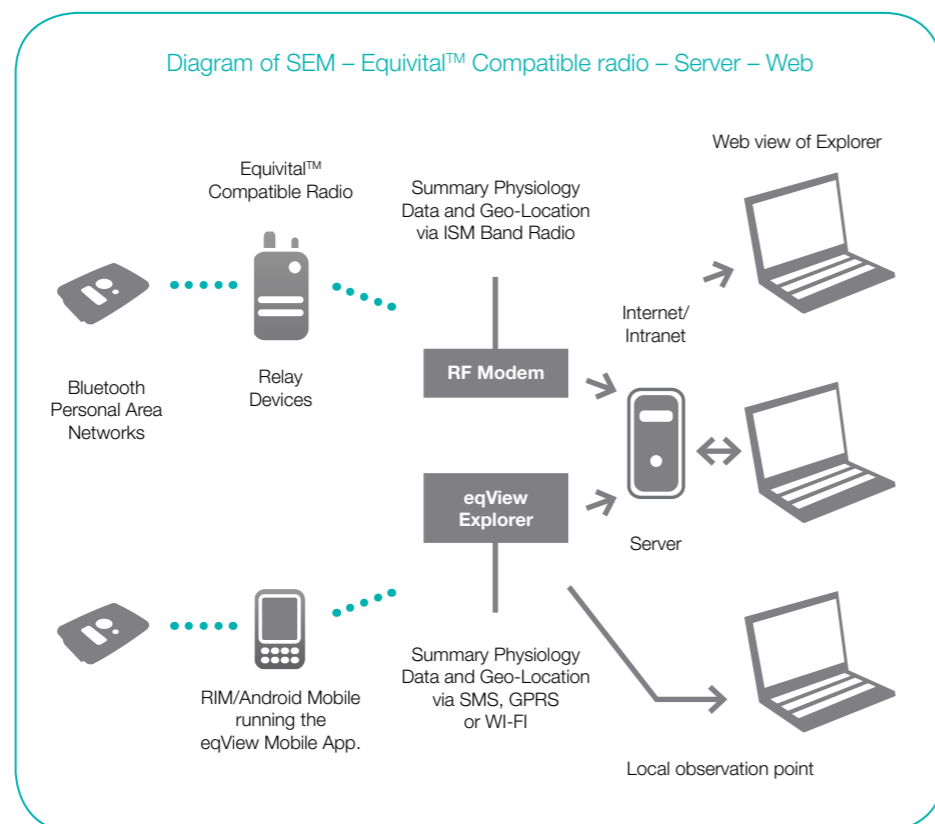 Diagram of SEM – Equivital™ Compatible radio – Server – Web
Web view of Explorer
Equivital™
Compatible Radio
Summary Physiology
Data and Geo-Location
via ISM Band Radio
Internet/
Intranet
RF Modem
Relay
Devices
Bluetooth
Personal Area
Networks
eqView
Explorer
Server
Summary Physiology
Data and Geo-Location
via SMS, GPRS
or WI-FI
RIM/Android Mobile
running the
eqView Mobile App.
Local observation point